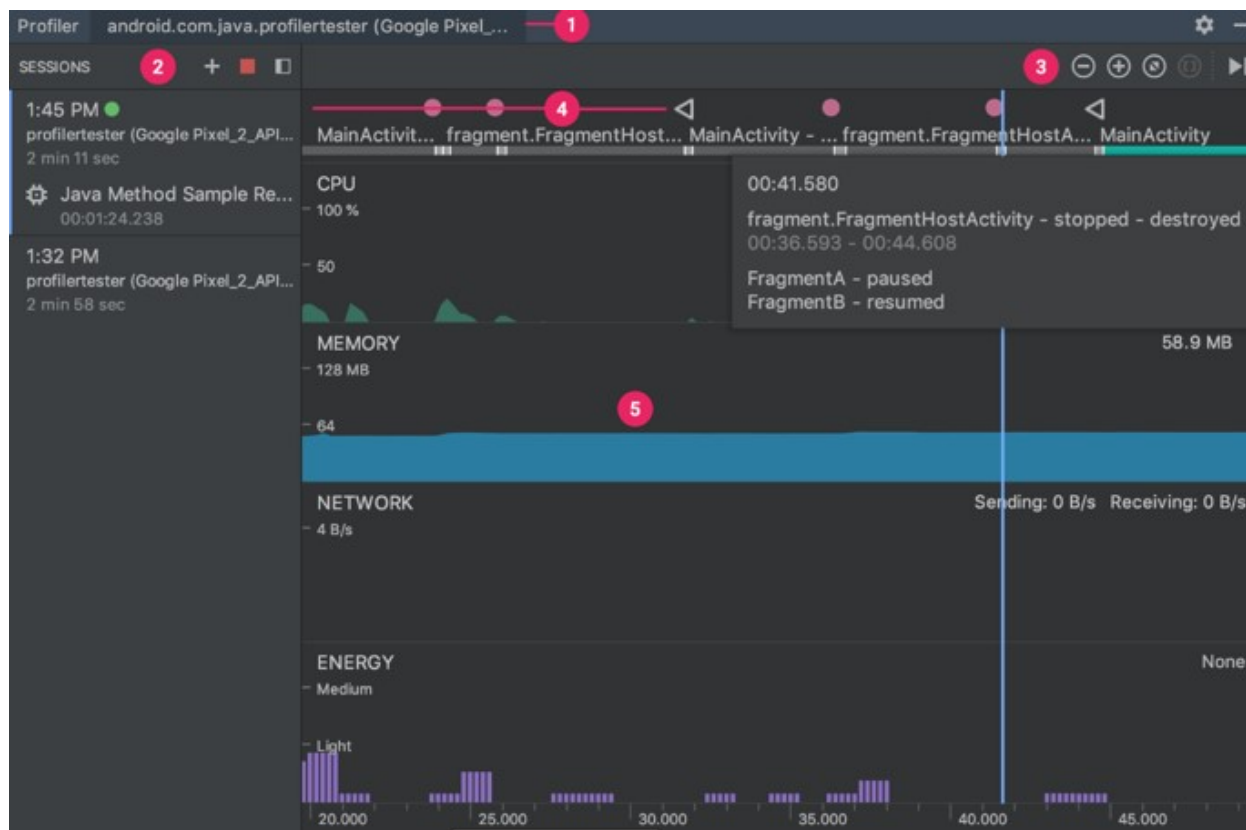 Profiler android.com.java.profilertester (Google Pixel_... 1
SESSIONS 2 3
1:45 PM
profilertester (Google Pixel_2_API...
2 min 11 sec
Java Method Sample Re...
00:01:24.238
1:32 PM
profilertester (Google Pixel_2_API...
2 min 58 sec
4
MainActivit... fragment.FragmentHost... MainActivity - ... fragment.FragmentHostA... MainActivity
CPU
100 %
50
00:41.580
fragment.FragmentHostActivity - stopped - destroyed
00:36.593 - 00:44.608
FragmentA - paused
FragmentB - resumed
MEMORY 58.9 MB
128 MB
5
64
NETWORK Sending: 0 B/s Receiving: 0 B/s
4 B/s
ENERGY None
Medium
Light
20.000 25.000 30.000 35.000 40.000 45.000